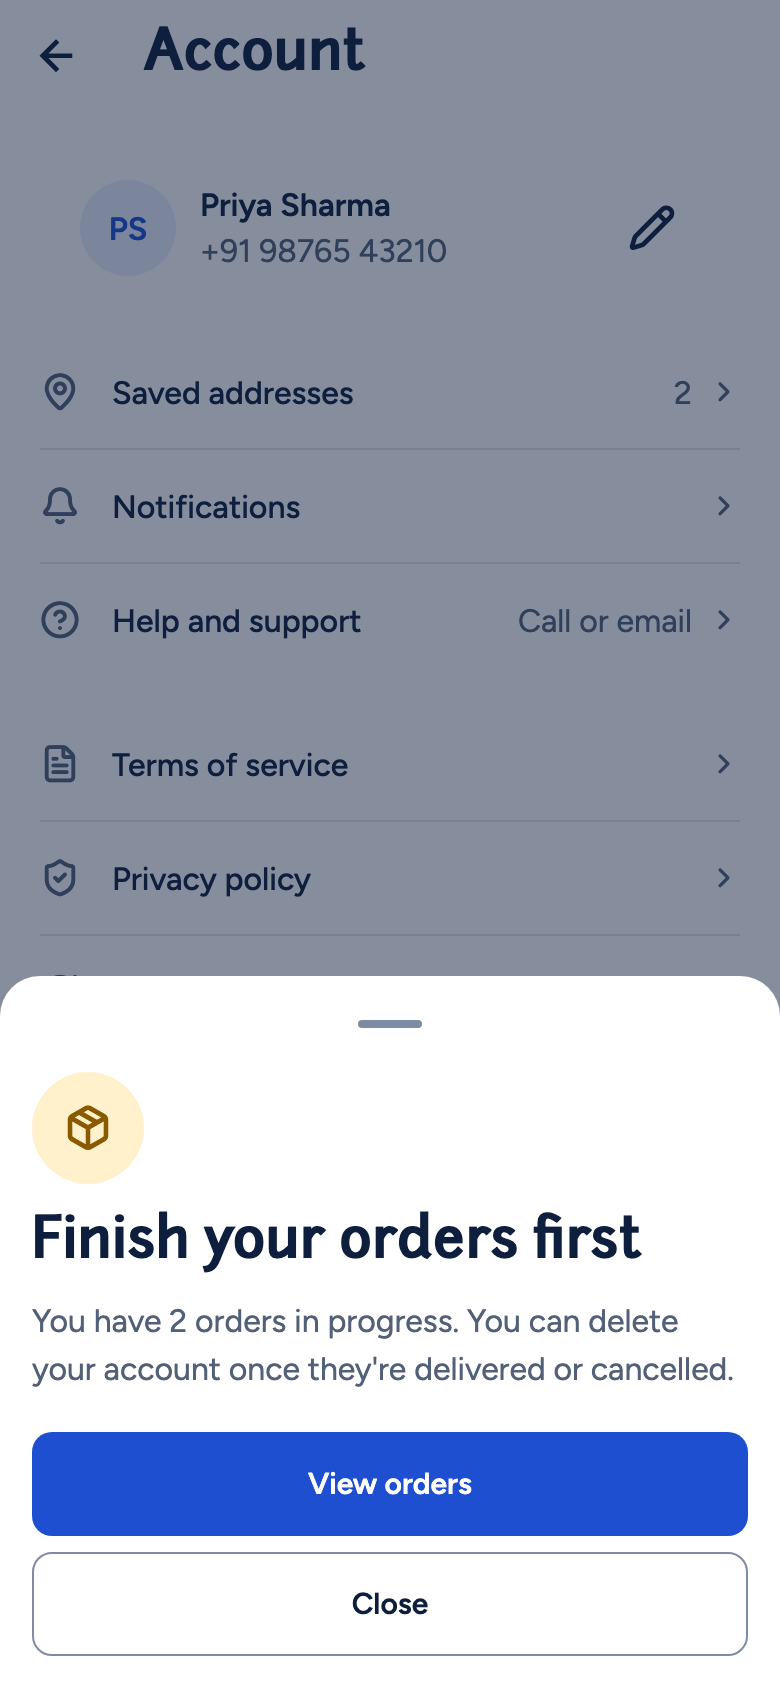 Account
PS
Priya Sharma
+91 98765 43210
Saved addresses 2
Notifications
Help and support Call or email
Terms of service
Privacy policy
Finish your orders first
You have 2 orders in progress. You can delete
your account once they're delivered or cancelled.
View orders
Close